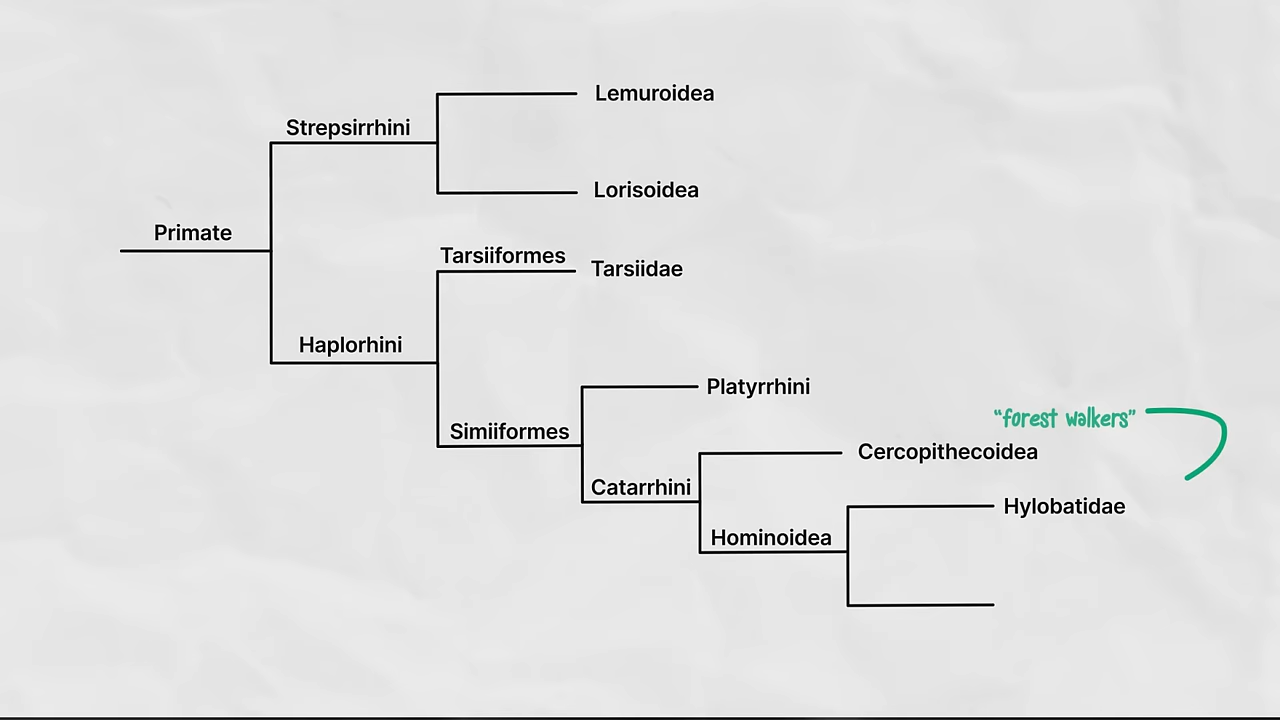 Lemuroidea
Strepsirrhini
Lorisoidea
Primate
Tarsiiformes
Tarsiidae
Haplorhini
Platyrrhini
“forest walkers”
Simiiformes
Cercopithecoidea
Catarrhini
Hylobatidae
Hominoidea